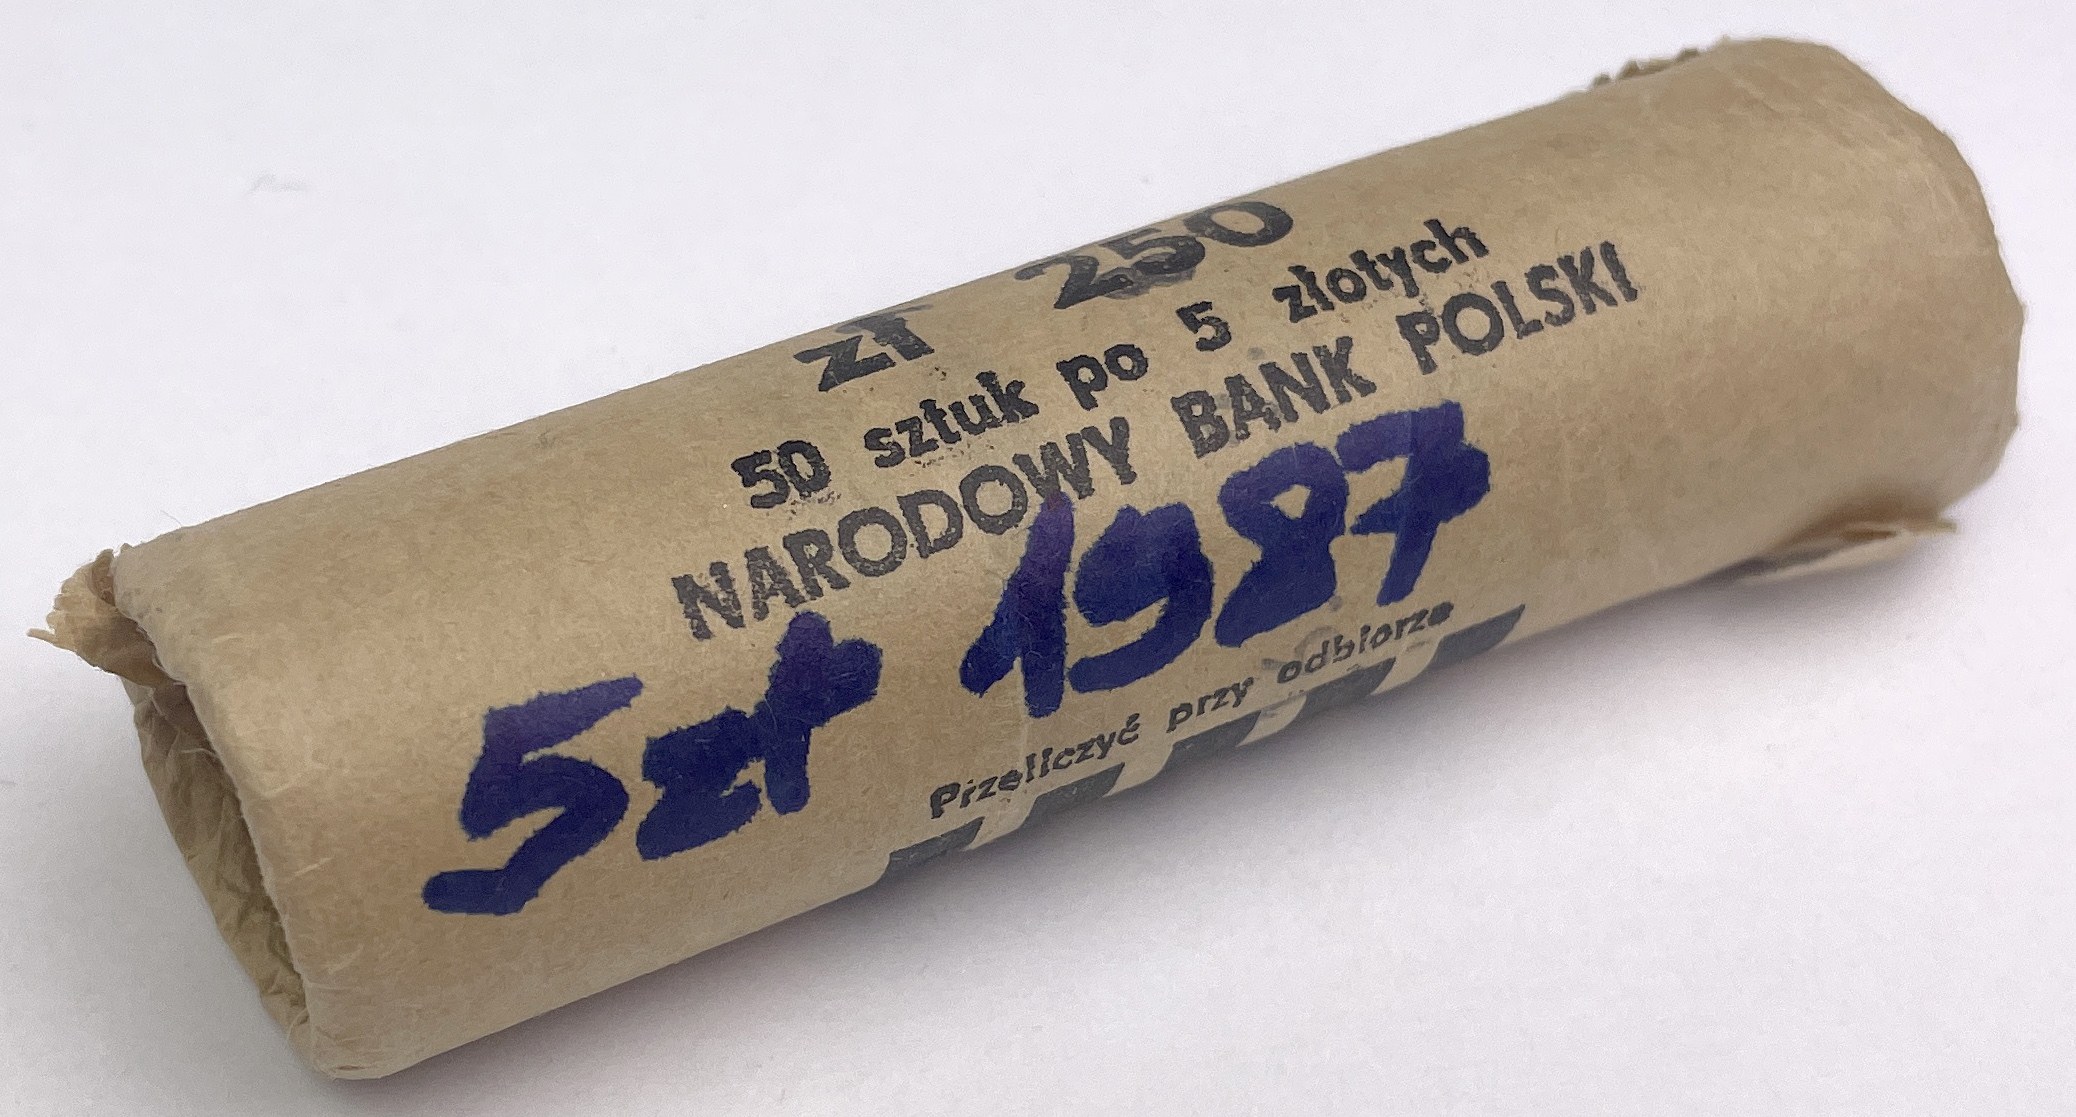 zł 250
50 sztuk po 5 złotych
NARODOWY BANK POLSKI
5zł 1987
Przeliczyć przy odbiorze